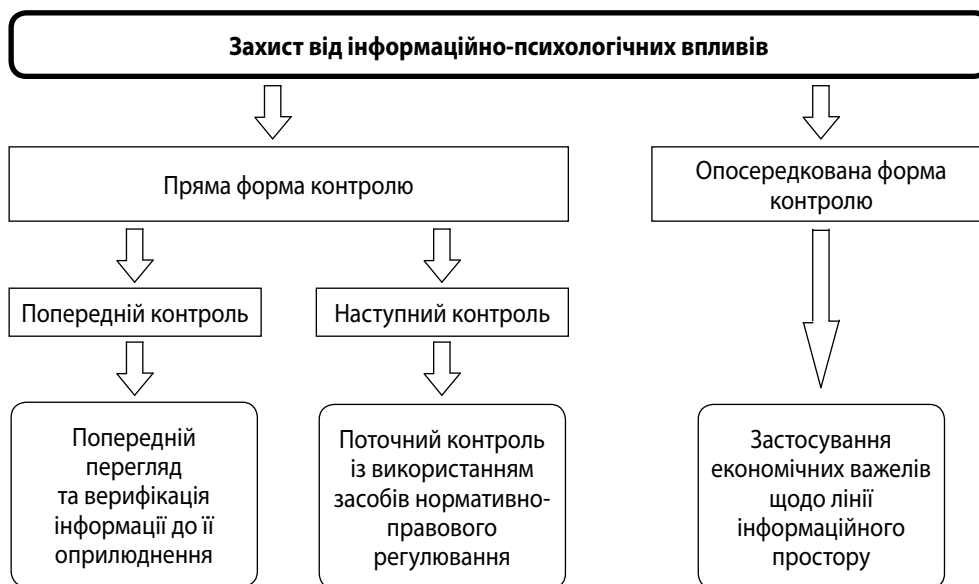 Захист від інформаційно-психологічних впливів
Пряма форма контролю
Опосередкована форма
контролю
Попередній контроль
Наступний контроль
Попередній
перегляд
та верифікація
інформації до її
оприлюднення
Поточний контроль
із використанням
засобів нормативно-
правового
регулювання
Застосування
економічних важелів
щодо лінії
інформаційного
простору